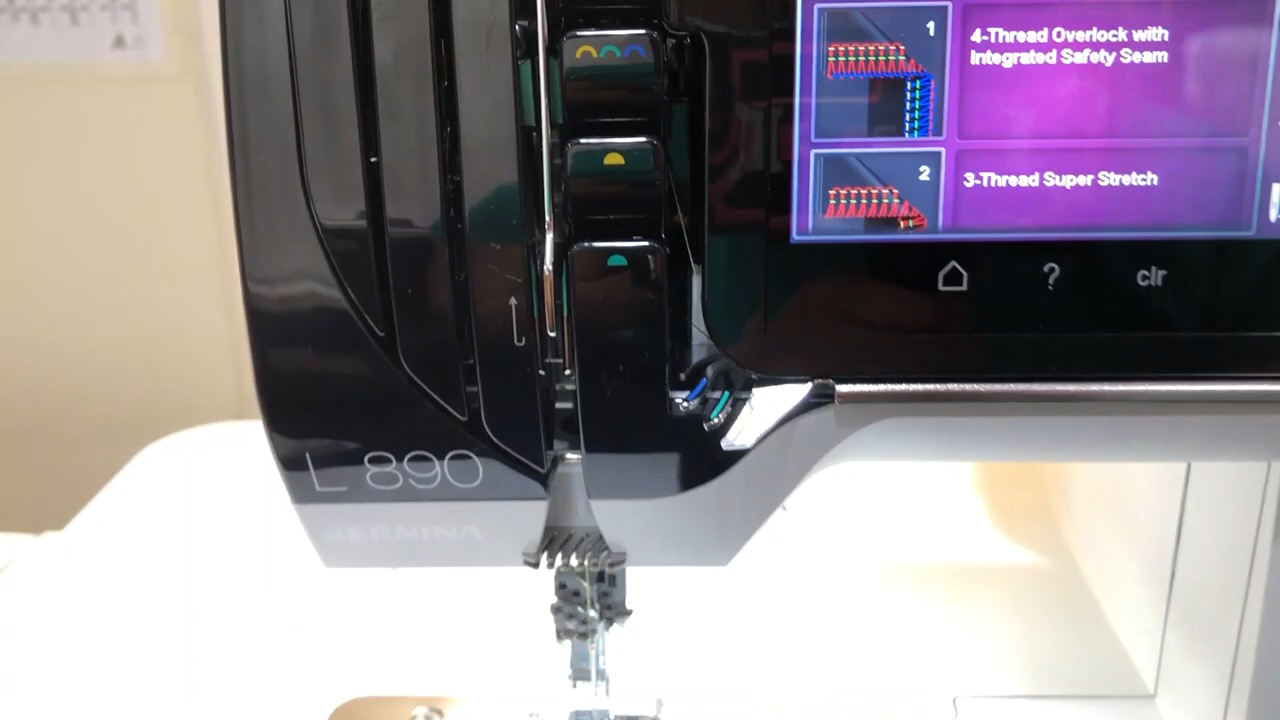 1
4-Thread Overlock with
Integrated Safety Seam
2
3-Thread Super Stretch
?
clr
L 890
BERNINA